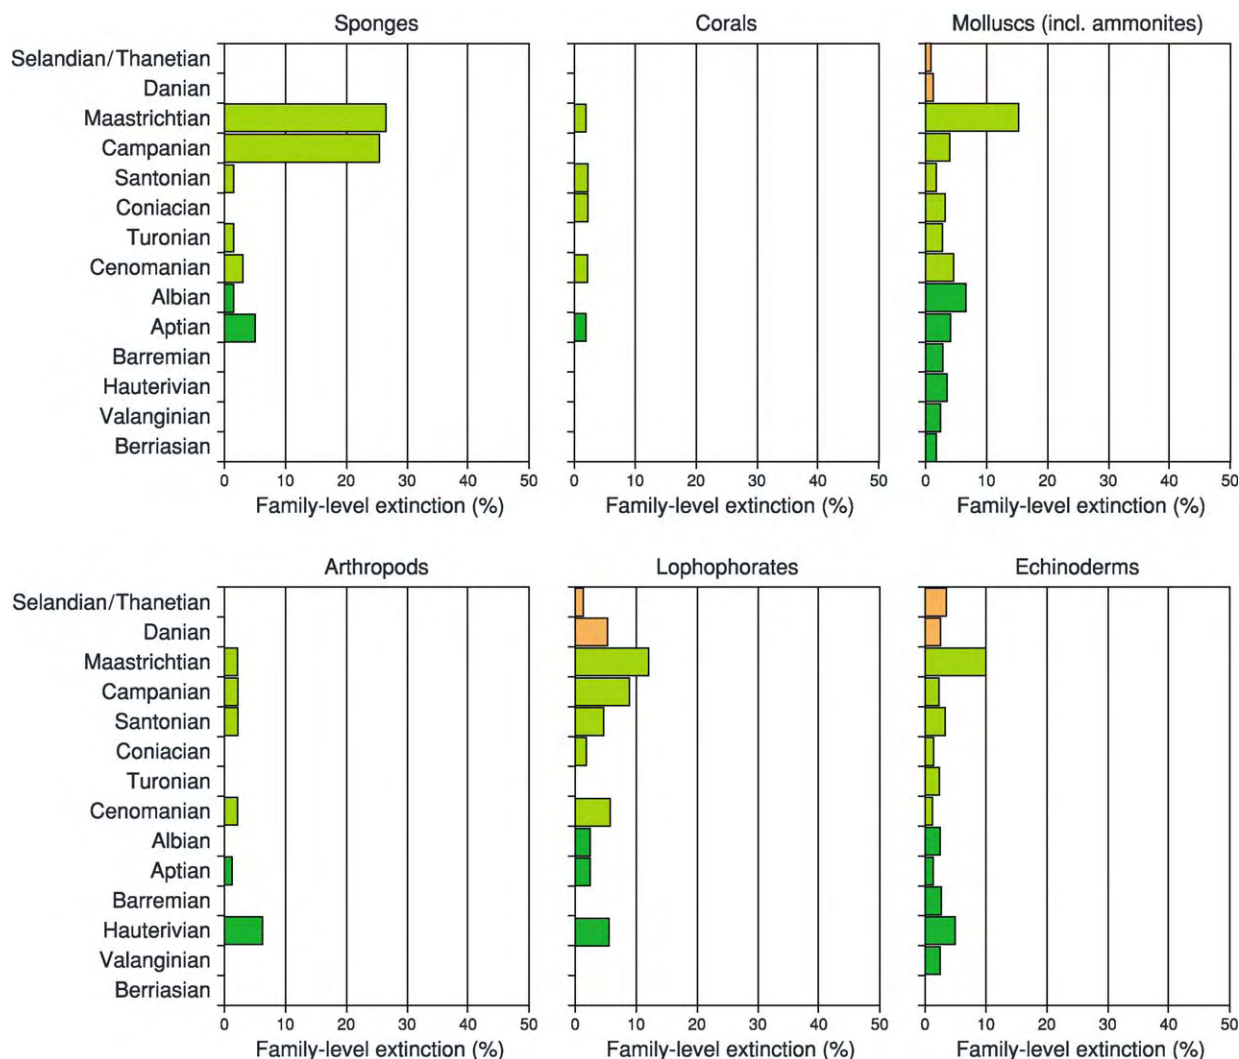 Sponges
Corals
Molluscs (incl. ammonites)
Selandian/Thanetian
Danian
Maastrichtian
Campanian
Santonian
Coniacian
Turonian
Cenomanian
Albian
Aptian
Barremian
Hauterivian
Valanginian
Berriasian
0 10 20 30 40 50
0 10 20 30 40 50
0 10 20 30 40 50
Family-level extinction (%)
Family-level extinction (%)
Family-level extinction (%)
Arthropods
Lophophorates
Echinoderms
Selandian/Thanetian
Danian
Maastrichtian
Campanian
Santonian
Coniacian
Turonian
Cenomanian
Albian
Aptian
Barremian
Hauterivian
Valanginian
Berriasian
0 10 20 30 40 50
0 10 20 30 40 50
0 10 20 30 40 50
Family-level extinction (%)
Family-level extinction (%)
Family-level extinction (%)